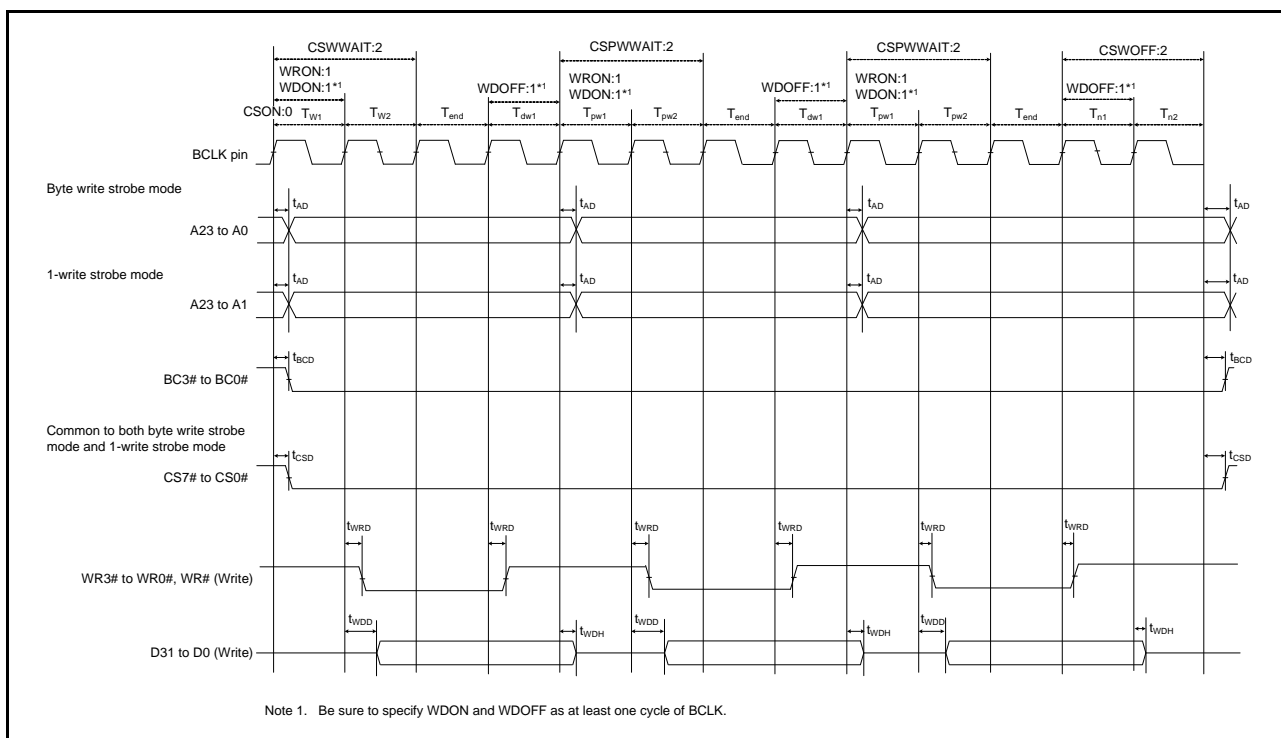 CSWWAIT:2 CSPWWAIT:2 CSPWWAIT:2 CSWOFF:2
WRON:1 WRON:1 WRON:1
WDON:1*1 WDOFF:1*1 WDON:1*1 WDOFF:1*1 WDON:1*1 WDOFF:1*1
CSON:0 TW1 TW2 Tend Tdw1 Tpw1 Tpw2 Tend Tdw1 Tpw1 Tpw2 Tend Tn1 Tn2
BCLK pin
Byte write strobe mode
tAD tAD tAD tAD
A23 to A0
1-write strobe mode
tAD tAD tAD tAD
A23 to A1
tBCD tBCD
BC3# to BC0#
Common to both byte write strobe
mode and 1-write strobe mode
tCSD tCSD
CS7# to CS0#
tWRD tWRD tWRD tWRD tWRD tWRD
WR3# to WR0#, WR# (Write)
tWDD tWDH tWDD tWDH tWDD tWDH
D31 to D0 (Write)
Note 1. Be sure to specify WDON and WDOFF as at least one cycle of BCLK.